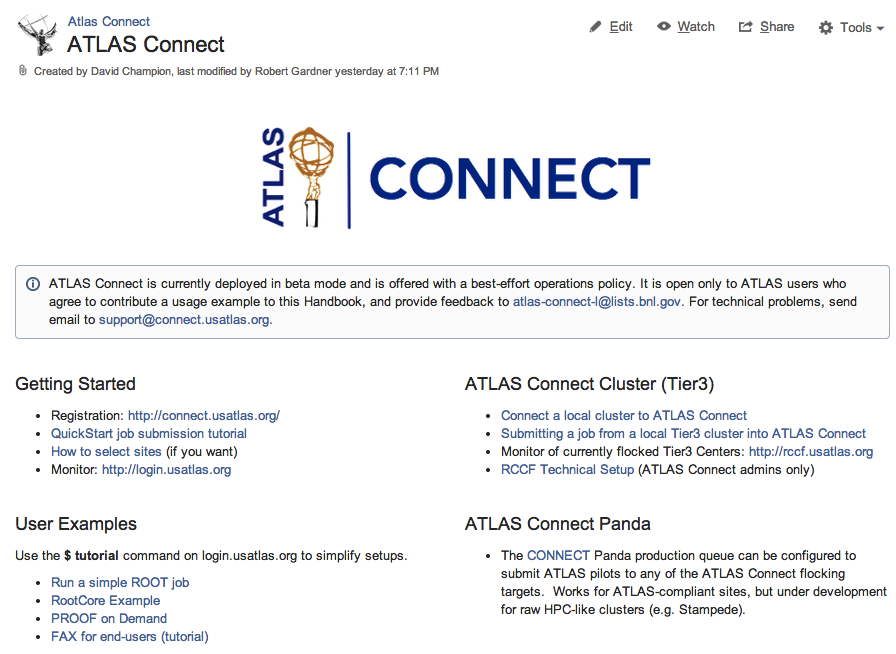 Atlas Connect
ATLAS Connect
Edit Watch Share Tools
Created by David Champion, last modified by Robert Gardner yesterday at 7:11 PM
ATLAS
CONNECT
ATLAS Connect is currently deployed in beta mode and is offered with a best-effort operations policy. It is open only to ATLAS users who
agree to contribute a usage example to this Handbook, and provide feedback to atlas-connect-l@lists.bnl.gov. For technical problems, send
email to support@connect.usatlas.org.
Getting Started
• Registration: http://connect.usatlas.org/
• QuickStart job submission tutorial
• How to select sites (if you want)
• Monitor: http://login.usatlas.org
ATLAS Connect Cluster (Tier3)
• Connect a local cluster to ATLAS Connect
• Submitting a job from a local Tier3 cluster into ATLAS Connect
• Monitor of currently flocked Tier3 Centers: http://rccf.usatlas.org
• RCCF Technical Setup (ATLAS Connect admins only)
User Examples
Use the $ tutorial command on login.usatlas.org to simplify setups.
• Run a simple ROOT job
• RootCore Example
• PROOF on Demand
• FAX for end-users (tutorial)
ATLAS Connect Panda
• The CONNECT Panda production queue can be configured to
submit ATLAS pilots to any of the ATLAS Connect flocking
targets. Works for ATLAS-compliant sites, but under development
for raw HPC-like clusters (e.g. Stampede).